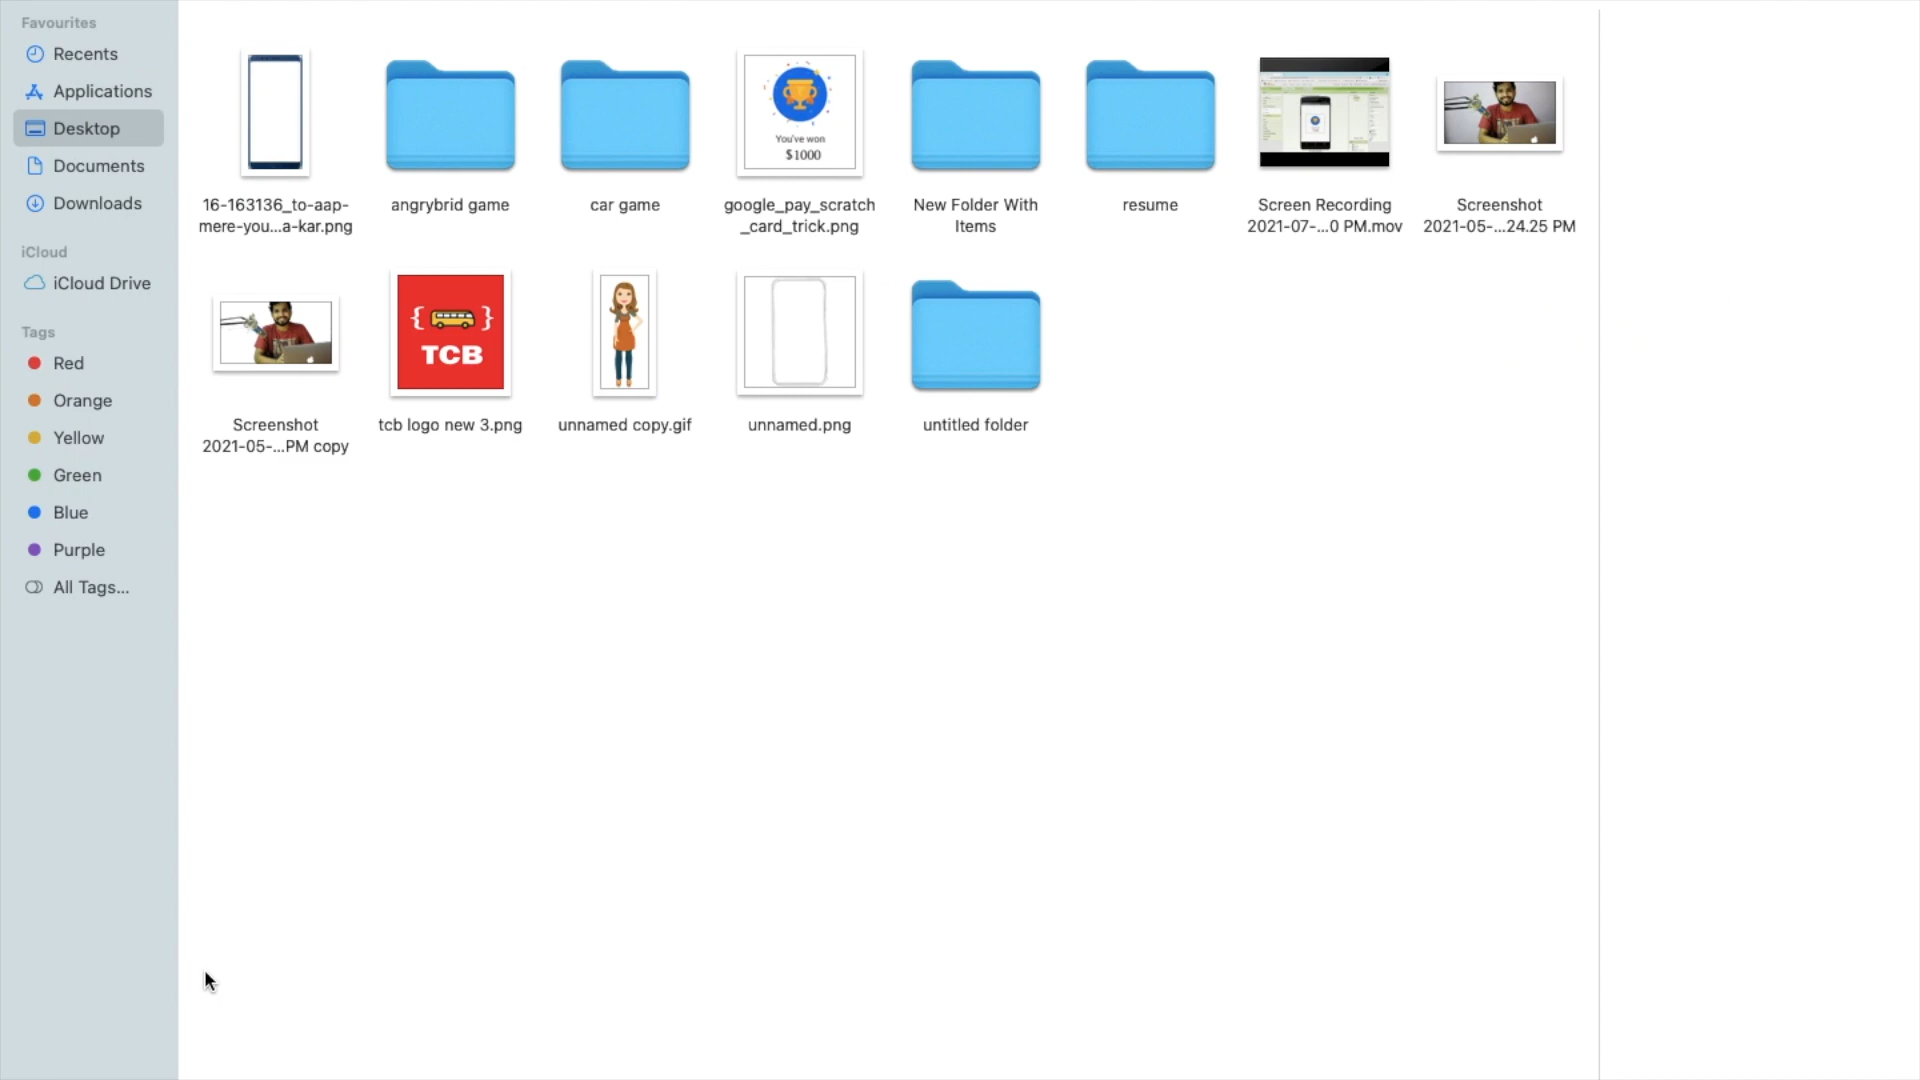 Favourites
Recents
Applications
Desktop
Documents
Downloads
iCloud
iCloud Drive
Tags
Red
Orange
Yellow
Green
Blue
Purple
All Tags...
16-163136_to-aap-
mere-you...a-kar.png
angrybrid game
car game
You've won
$1000
google_pay_scratch
_card_trick.png
New Folder With
Items
resume
Screen Recording
2021-07-...0 PM.mov
Screenshot
2021-05-...24.25 PM
Screenshot
2021-05-...PM copy
{ }
TCB
tcb logo new 3.png
unnamed copy.gif
unnamed.png
untitled folder